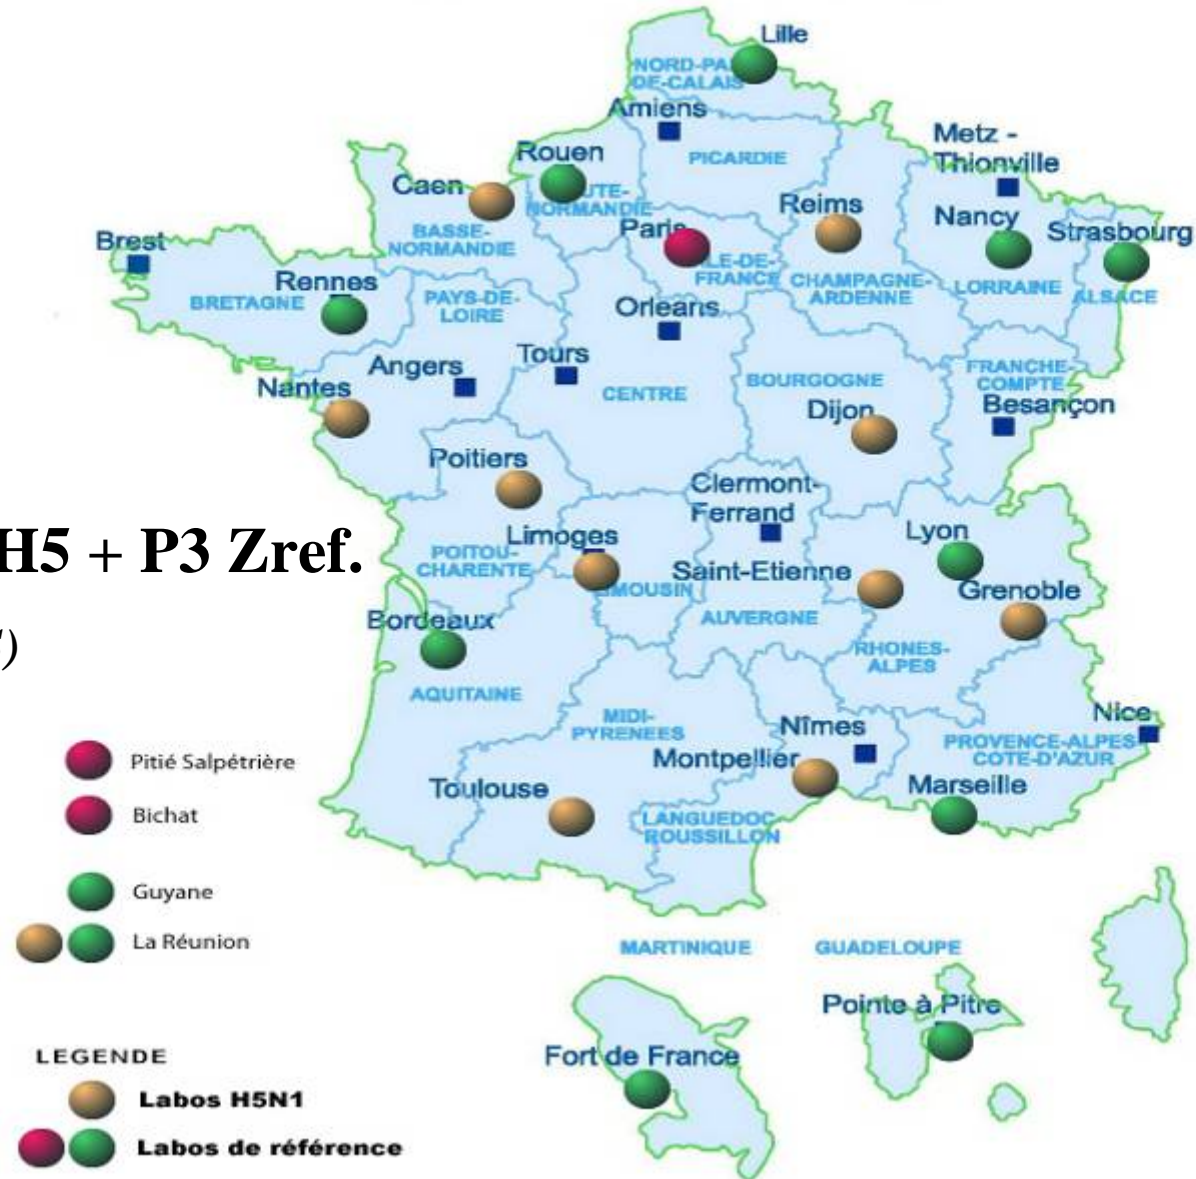 Lille
NORD-PA
DE-CALAIS
Amiens
Metz -
Thionville
Rouen
PICARDIE
Caen
UTE-
NORMANDIE
Reims
Nancy
Strasbourg
Paris
BASSE-
NORMANDIE
Brest
ILE-DE-
FRANCE
CHAMPAGNE-
ARDENNE
LORRAINE
ALSACE
Rennes
BRETAGNE
PAYS-DE-
LOIRE
Orleans
Tours
Angers
FRANCHE-
COMPTE
BOURGOGNE
Nantes
CENTRE
Dijon
Besançon
Poitiers
Clermont-
Ferrand
H5 + P3 Zref.
Limoges
Lyon
POITOU-
CHARENTE
Saint-Etienne
Grenoble
IMOUSIN
AUVERGNE
Bordeaux
)
RHONES-
ALPES
AQUITAINE
MIDI-
PYRENEES
Nîmes
Nice
PROVENCE-ALPES
COTE-D'AZUR
Montpellier
Toulouse
Marseille
LANGUEDOC-
ROUSSILLON
Pitié Salpétrière
Bichat
Guyane
La Réunion
MARTINIQUE
GUADELOUPE
Pointe à Pitre
Fort de France
LEGENDE
Labos H5N1
Labos de référence